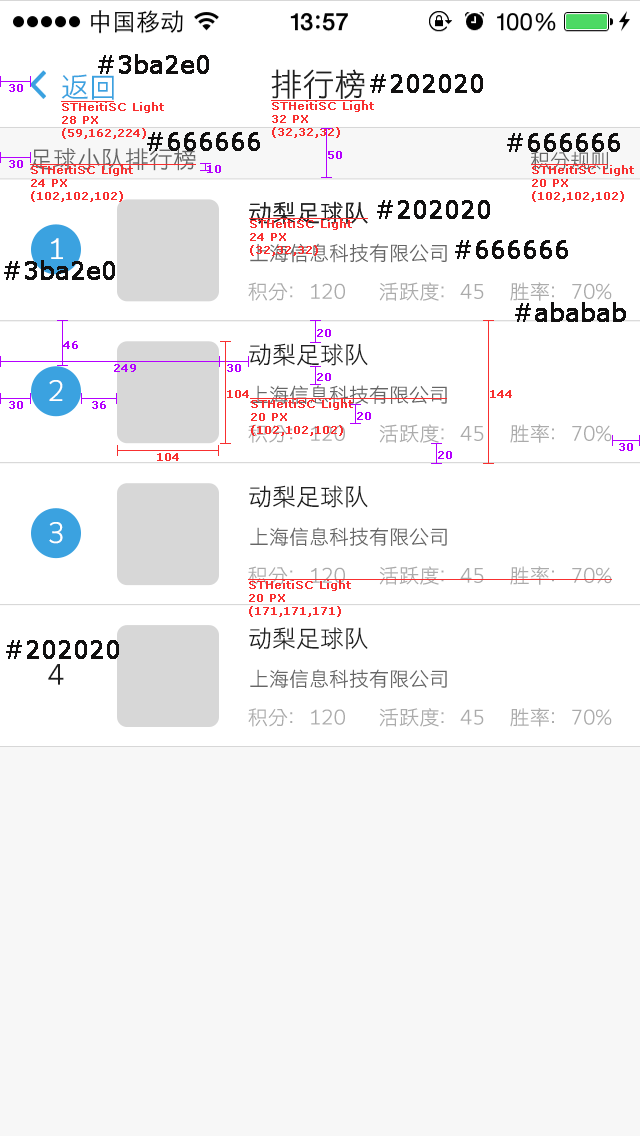 中国移动 13:57 100%
#3ba2e0
30 返回 排行榜 #202020
STHeitiSC Light STHeitiSC Light
28 PX 32 PX
(59,162,224) (32,32,32)
#666666 #666666
50
30 足球小队排行榜 10 积分规则
STHeitiSC Light STHeitiSC Light
24 PX 20 PX
(102,102,102) (102,102,102)
动梨足球队 #202020
STHeitiSC Light
24 PX
(32,32,32)
1 上海信息科技有限公司 #666666
#3ba2e0
积分: 120 活跃度: 45 胜率: 70%
#ababab
20
46
动梨足球队
249 30
20
2 104 上海信息科技有限公司 144
30 36 STHeitiSC Light
20 PX 20
(102,102,102)
积分: 120 活跃度: 45 胜率: 70%
30
104 20
动梨足球队
3 上海信息科技有限公司
积分: 120 活跃度: 45 胜率: 70%
STHeitiSC Light
20 PX
(171,171,171)
动梨足球队
#202020
4 上海信息科技有限公司
积分: 120 活跃度: 45 胜率: 70%